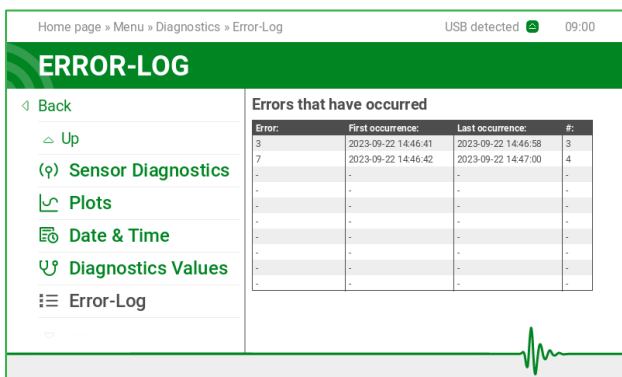 Home page » Menu » Diagnostics » Error-Log USB detected 09:00
ERROR-LOG
Back
Up
Sensor Diagnostics
Plots
Date & Time
Diagnostics Values
Error-Log
Errors that have occurred
Error: First occurrence: Last occurrence: #:
3 2023-09-22 14:46:41 2023-09-22 14:46:58 3
7 2023-09-22 14:46:42 2023-09-22 14:47:00 4
- - - -
- - - -
- - - -
- - - -
- - - -
- - - -
- - - -
- - - -